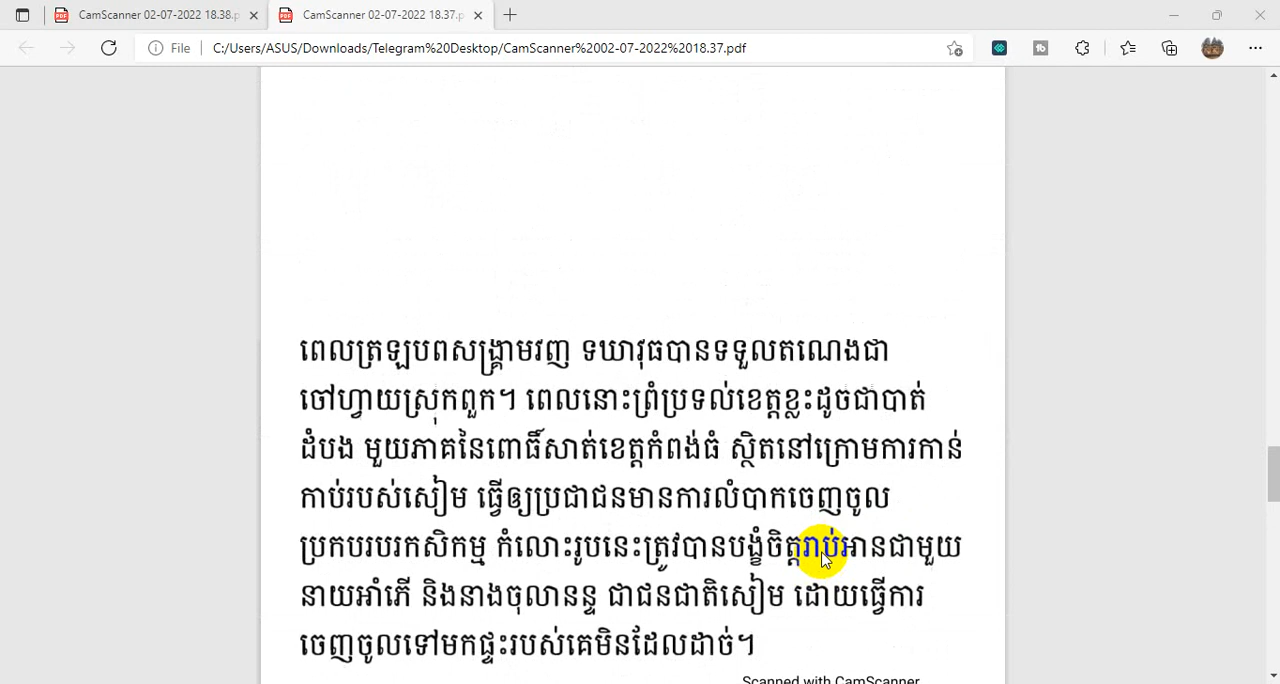 CamScanner 02-07-2022 18.38.p
CamScanner 02-07-2022 18.37.p
File
C:/Users/ASUS/Downloads/Telegram%20Desktop/CamScanner%2002-07-2022%2018.37.pdf
ពេលត្រឡបពសង្គ្រាមវញ ទឃាវុធបានទទួលតណេងជា
ចៅហ្វាយស្រុកពួក។ ពេលនោះព្រំប្រទល់ខេត្តខ្លះដូចជាបាត់
ដំបង មួយភាគនៃពោធិ៍សាត់ខេត្តកំពង់ធំ ស្ថិតនៅក្រោមការកាន់
កាប់របស់សៀម ធ្វើឲ្យប្រជាជនមានការលំបាកចេញចូល
ប្រកបរបរកសិកម្ម កំលោះរូបនេះត្រូវបានបង្ខំចិត្តរាប់អានជាមួយ
នាយអាំភើ និងនាងចុលានន្ទ ជាជនជាតិសៀម ដោយធ្វើការ
ចេញចូលទៅមកផ្ទះរបស់គេមិនដែលដាច់។
Scanned with CamScanner